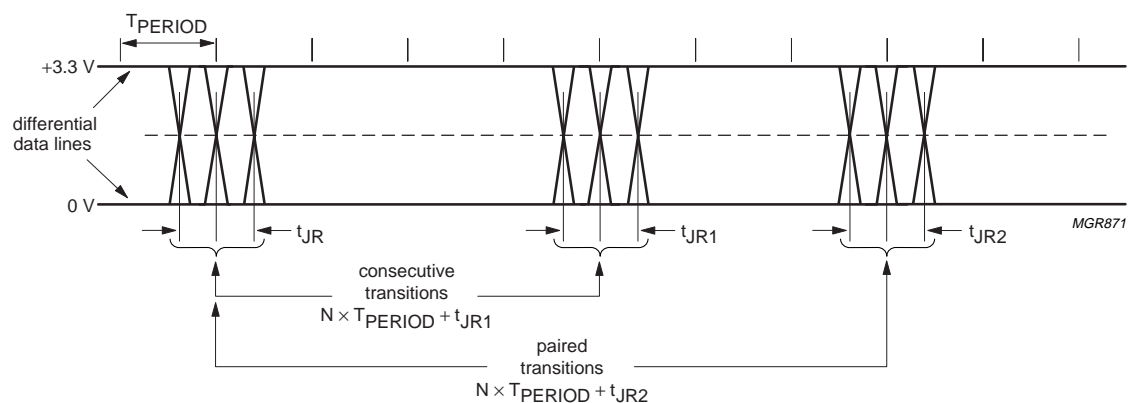 TPERIOD
+3.3 V
differential
data lines
0 V
tJR
tJR1
tJR2
MGR871
consecutive
transitions
N × TPERIOD + tJR1
paired
transitions
N × TPERIOD + tJR2